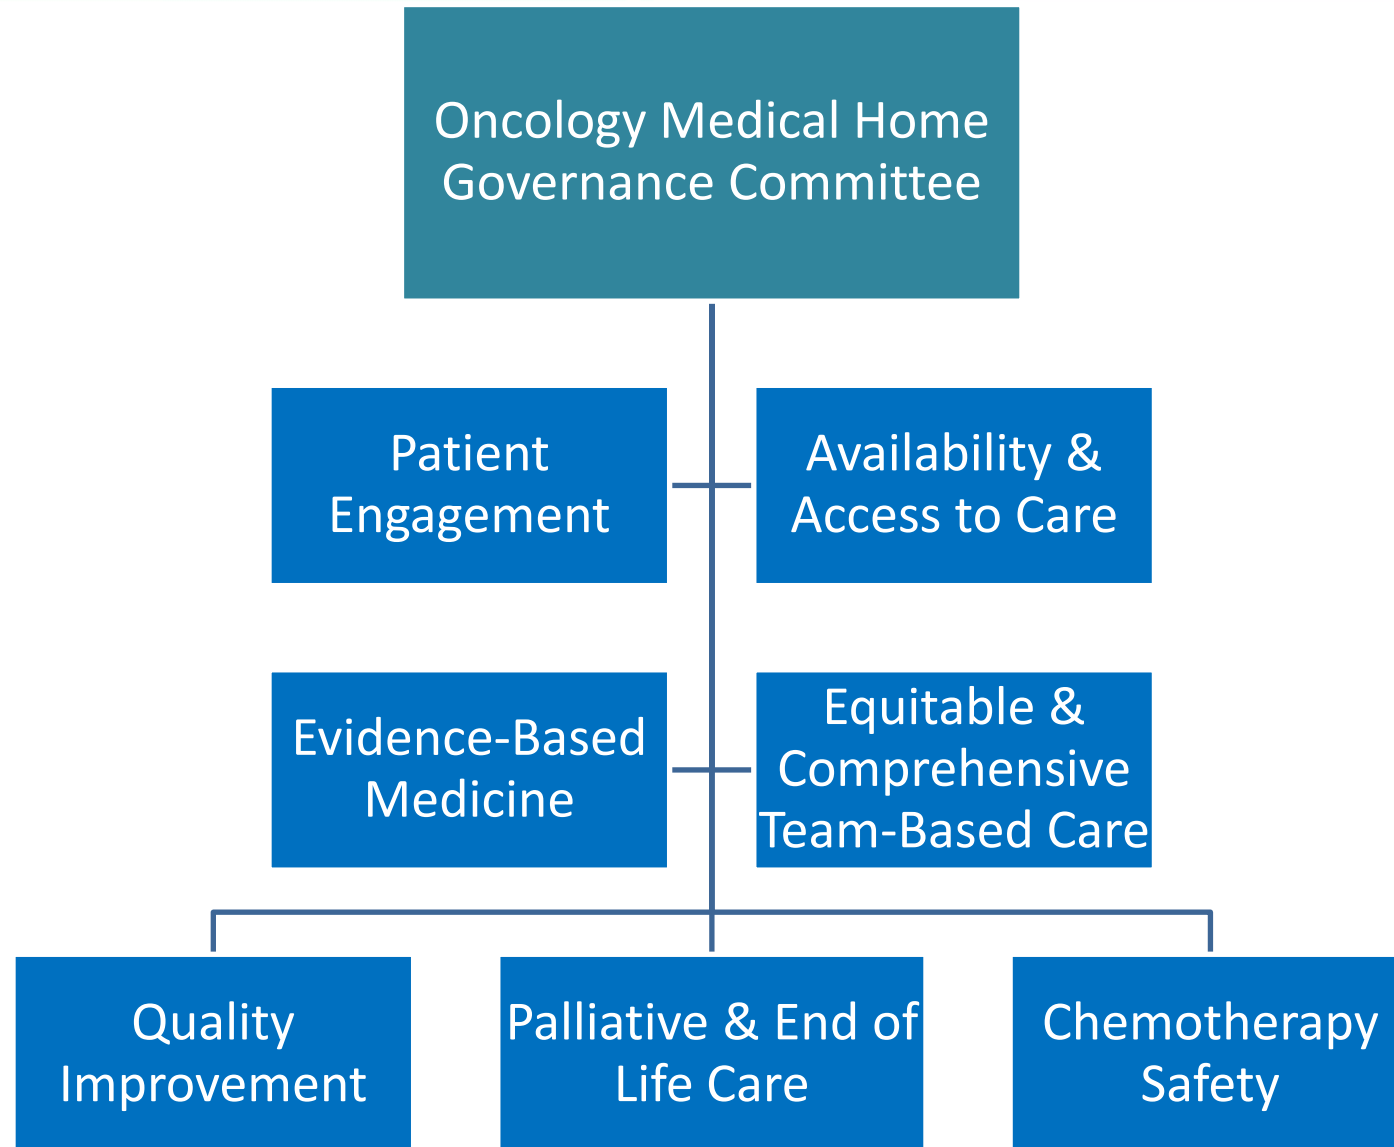 Oncology Medical Home
Governance Committee
Patient
Engagement
Availability &
Access to Care
Evidence-Based
Medicine
Equitable &
Comprehensive
Team-Based Care
Quality
Improvement
Palliative & End of
Life Care
Chemotherapy
Safety